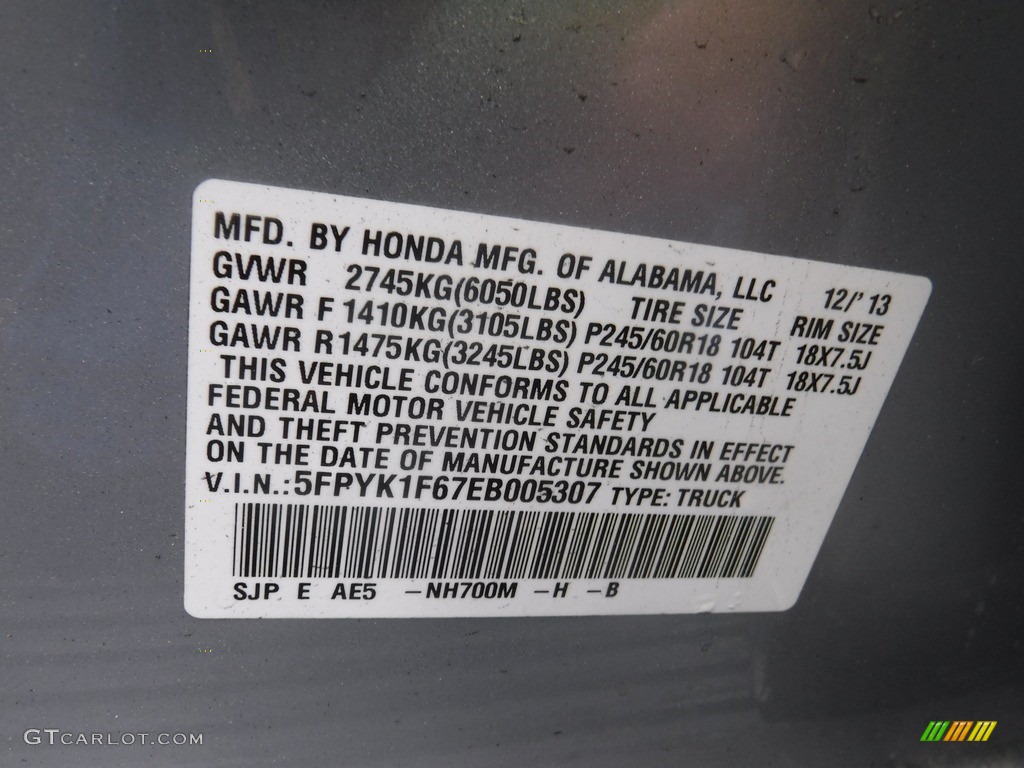 MFD. BY HONDA MFG. OF ALABAMA, LLC 12/'13
GVWR 2745KG(6050LBS) TIRE SIZE RIM SIZE
GAWR F 1410KG(3105LBS) P245/60R18 104T 18X7.5J
GAWR R 1475KG(3245LBS) P245/60R18 104T 18X7.5J
THIS VEHICLE CONFORMS TO ALL APPLICABLE
FEDERAL MOTOR VEHICLE SAFETY
AND THEFT PREVENTION STANDARDS IN EFFECT
ON THE DATE OF MANUFACTURE SHOWN ABOVE.
V.I.N.:5FPYK1F67EB005307 TYPE: TRUCK
SJP E AE5 –NH700M –H –B
GTCARLOT.COM